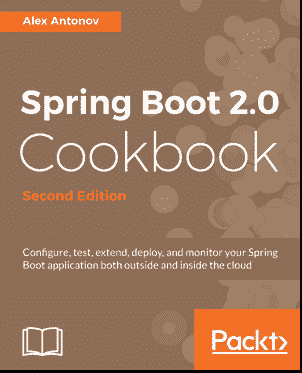 Alex Antonov
Spring Boot 2.0
Cookbook
Second Edition
Configure, test, extend, deploy, and monitor your Spring
Boot application both outside and inside the cloud
Packt>